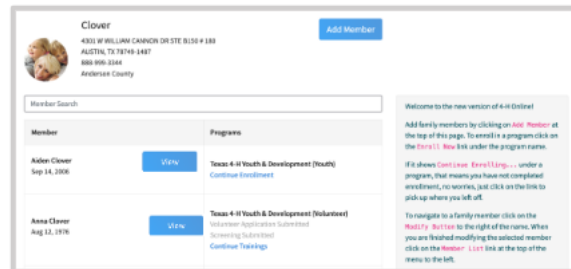 Clover
Add Member
4301 W WILLIAM CANNON DR STE B150 # 180
AUSTIN, TX 78749-1487
888-999-3344
Anderson County
Member Search
Member
Programs
Aiden Clover
Sep 14, 2006
View
Texas 4-H Youth & Development (Youth)
Continue Enrollment
Anna Clover
Aug 12, 1976
View
Texas 4-H Youth & Development (Volunteer)
Volunteer Application Submitted
Screening Submitted
Continue Trainings
Welcome to the new version of 4-H Online!
Add family members by clicking on Add Member at
the top of this page. To enroll in a program click on
the Enroll Now link under the program name.
If it shows Continue Enrolling... under a
program, that means you have not completed
enrollment, no worries, just click on the link to
pick up where you left off.
To navigate to a family member click on the
Modify Button to the right of the name. When
you are finished modifying the selected member
click on the Member List link at the top of the
menu to the left.